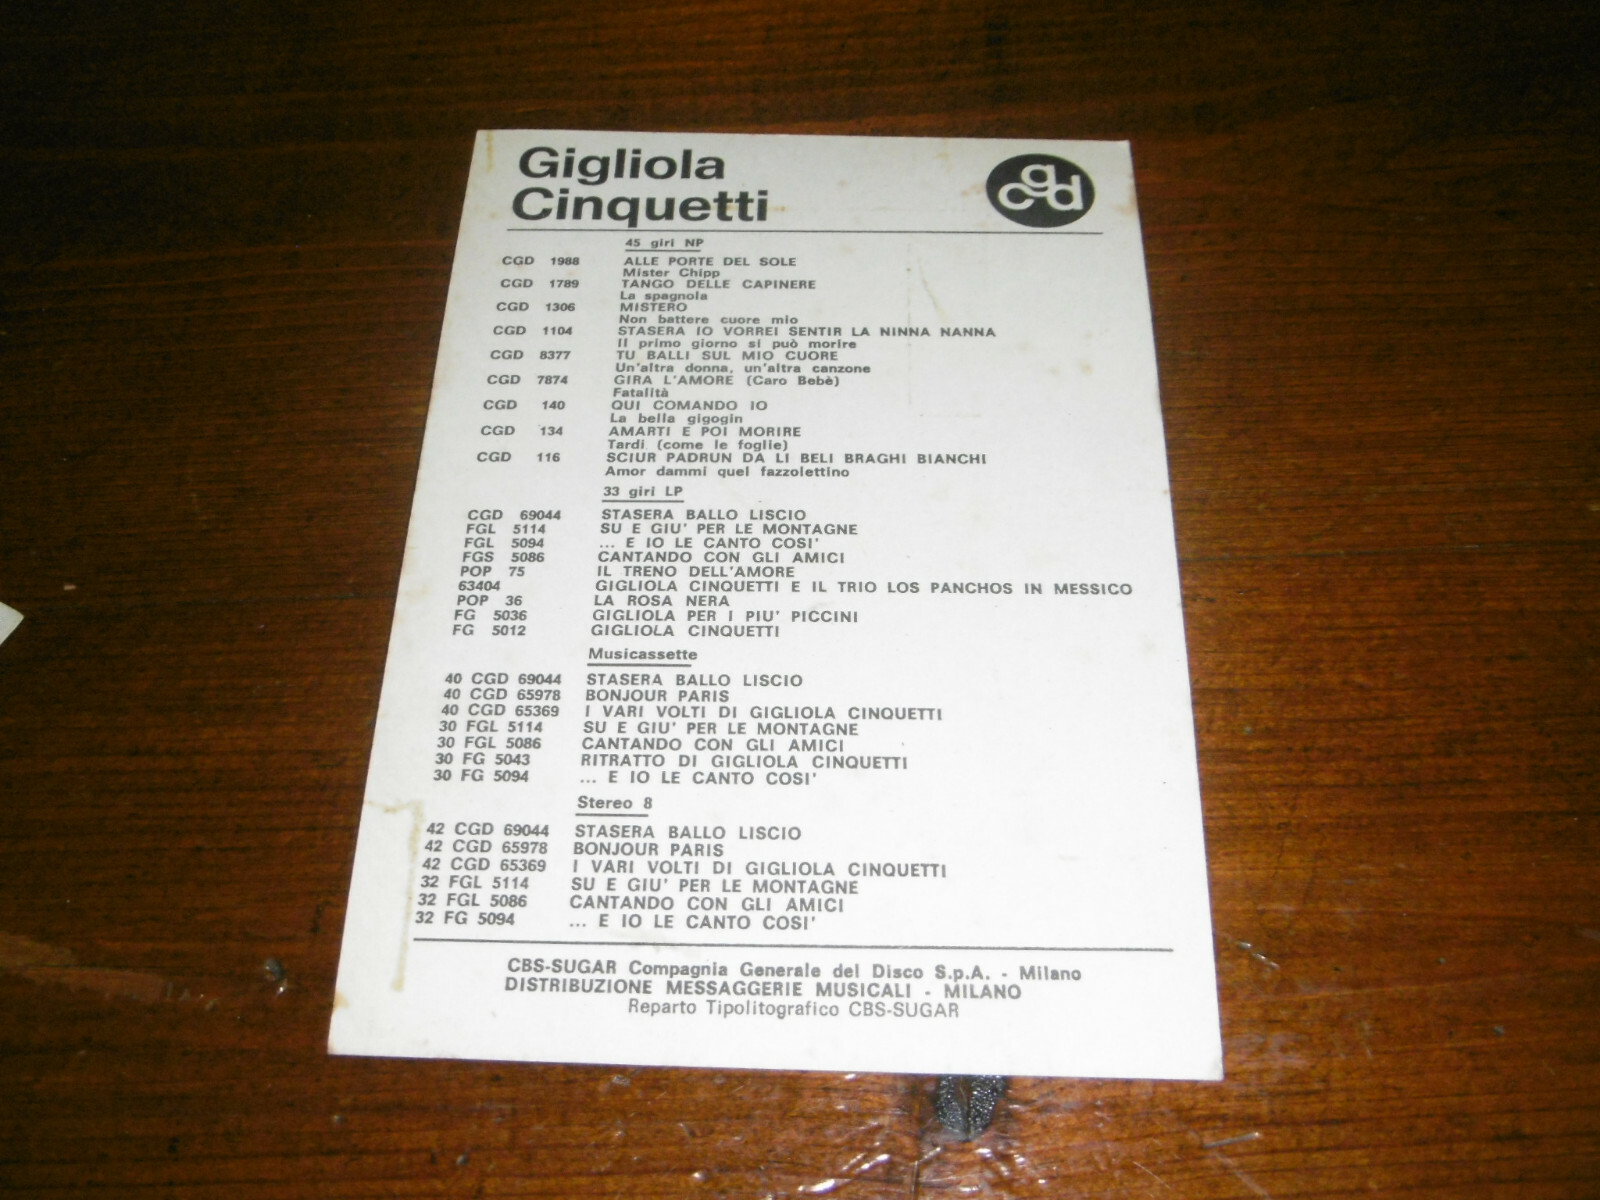 Gigliola
Cinquetti
cgd
45 giri NP
CGD 1988 ALLE PORTE DEL SOLE
Mister Chipp
CGD 1789 TANGO DELLE CAPINERE
La spagnola
CGD 1306 MISTERO
Non battere cuore mio
CGD 1104 STASERA IO VORREI SENTIR LA NINNA NANNA
Il primo giorno si può morire
CGD 8377 TU BALLI SUL MIO CUORE
Un'altra donna, un'altra canzone
CGD 7874 GIRA L'AMORE (Caro Bebè)
Fatalità
CGD 140 QUI COMANDO IO
La bella gigogin
CGD 134 AMARTI E POI MORIRE
Tardi (come le foglie)
CGD 116 SCIUR PADRUN DA LI BELI BRAGHI BIANCHI
Amor dammi quel fazzolettino
33 giri LP
CGD 69044 STASERA BALLO LISCIO
FGL 5114 SU E GIU' PER LE MONTAGNE
FGL 5094 ... E IO LE CANTO COSI'
FGS 5086 CANTANDO CON GLI AMICI
POP 75 IL TRENO DELL'AMORE
63404 GIGLIOLA CINQUETTI E IL TRIO LOS PANCHOS IN MESSICO
POP 36 LA ROSA NERA
FG 5036 GIGLIOLA PER I PIU' PICCINI
FG 5012 GIGLIOLA CINQUETTI
Musicassette
40 CGD 69044 STASERA BALLO LISCIO
40 CGD 65978 BONJOUR PARIS
40 CGD 65369 I VARI VOLTI DI GIGLIOLA CINQUETTI
30 FGL 5114 SU E GIU' PER LE MONTAGNE
30 FGL 5086 CANTANDO CON GLI AMICI
30 FG 5043 RITRATTO DI GIGLIOLA CINQUETTI
30 FG 5094 ... E IO LE CANTO COSI'
Stereo 8
42 CGD 69044 STASERA BALLO LISCIO
42 CGD 65978 BONJOUR PARIS
42 CGD 65369 I VARI VOLTI DI GIGLIOLA CINQUETTI
32 FGL 5114 SU E GIU' PER LE MONTAGNE
32 FGL 5086 CANTANDO CON GLI AMICI
32 FG 5094 ... E IO LE CANTO COSI'
CBS-SUGAR Compagnia Generale del Disco S.p.A. - Milano
DISTRIBUZIONE MESSAGGERIE MUSICALI - MILANO
Reparto Tipolitografico CBS-SUGAR